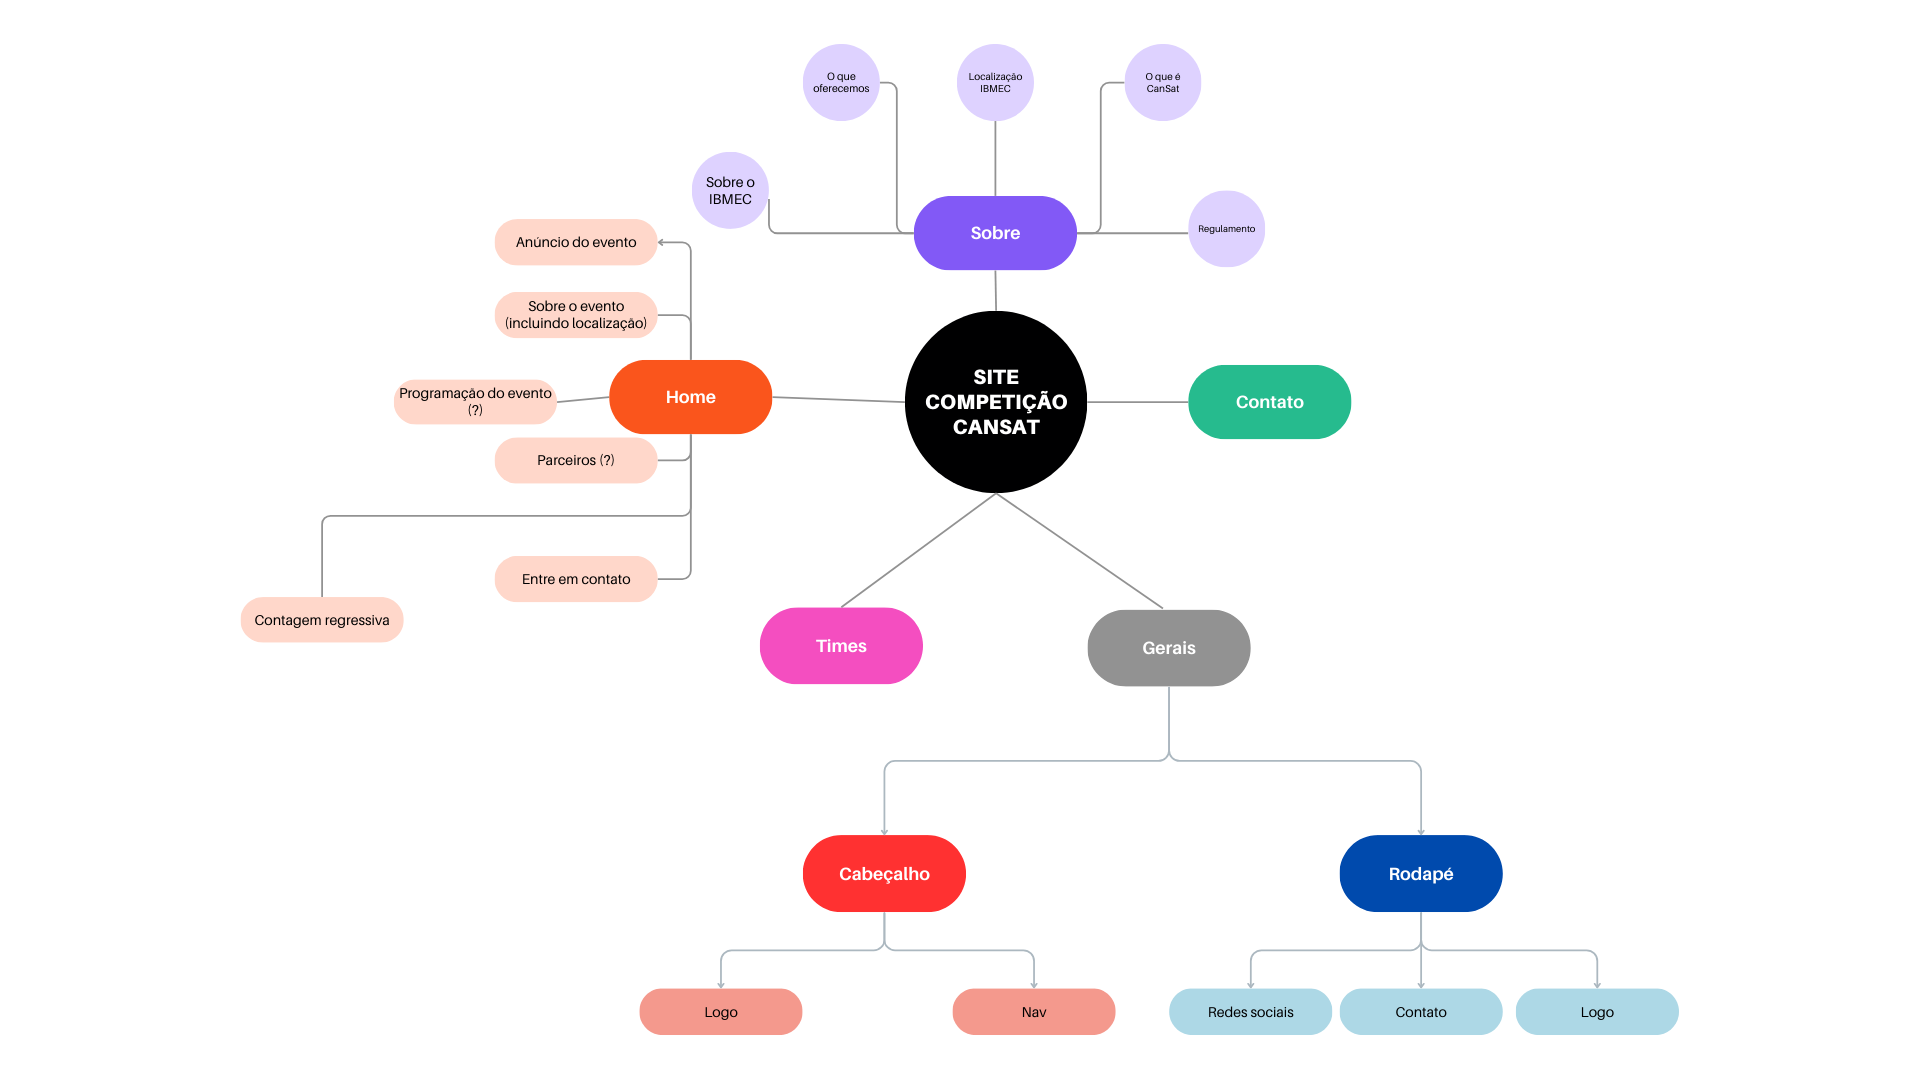 O que
oferecemos
Localização
IBMEC
O que é
CanSat
Sobre o
IBMEC
Regulamento
Sobre
Anúncio do evento
Sobre o evento
(incluindo localização)
Programação do evento
(?)
Home
Parceiros (?)
Entre em contato
Contagem regressiva
SITE
COMPETIÇÃO
CANSAT
Contato
Times
Gerais
Cabeçalho
Rodapé
Logo
Nav
Redes sociais
Contato
Logo